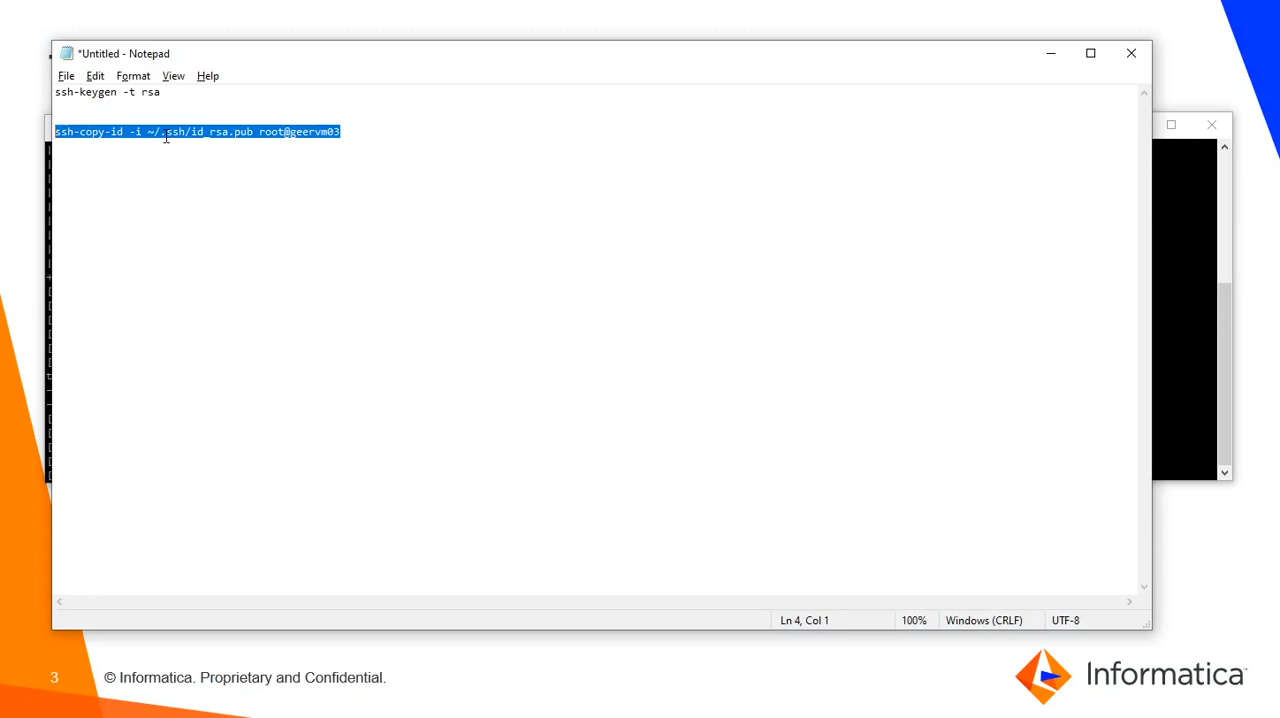 *Untitled - Notepad
File Edit Format View Help
ssh-keygen -t rsa
ssh-copy-id -i ~/.ssh/id_rsa.pub root@geervm03
Ln 4, Col 1 100% Windows (CRLF) UTF-8
3 © Informatica. Proprietary and Confidential.
Informatica™